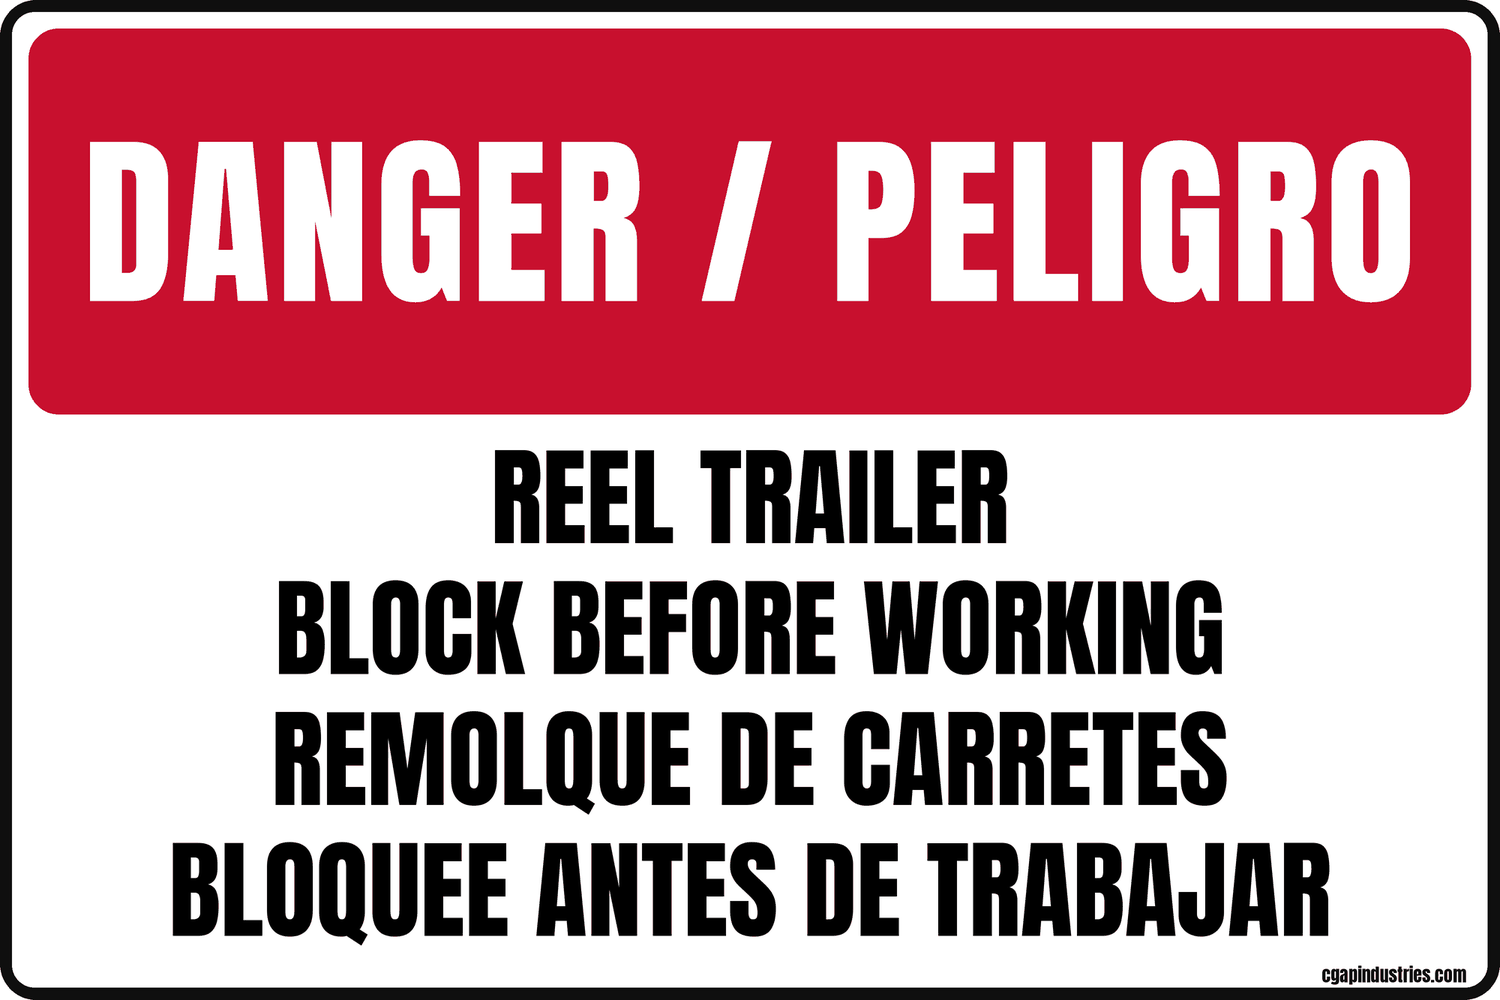 DANGER / PELIGRO
REEL TRAILER
BLOCK BEFORE WORKING
REMOLQUE DE CARRETES
BLOQUEE ANTES DE TRABAJAR
cgapindustries.com